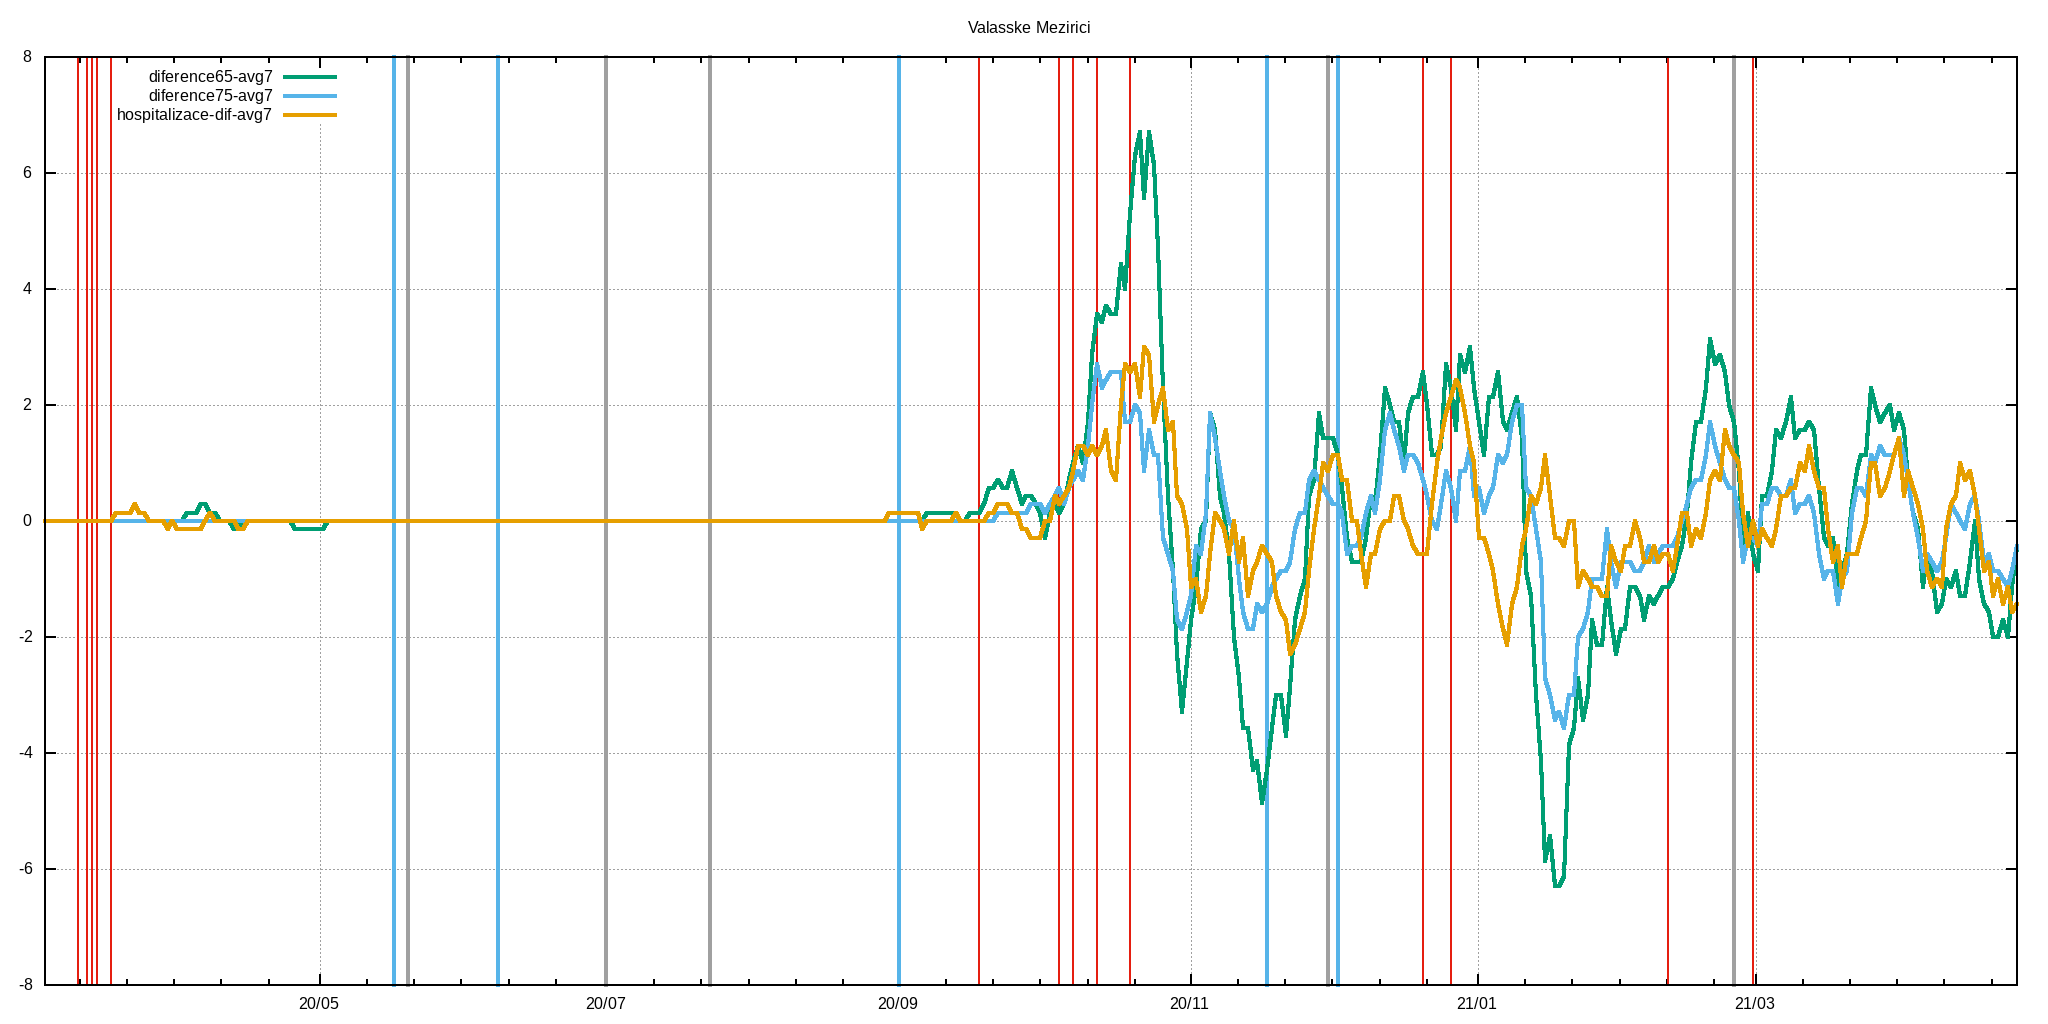 Valasske Mezirici
diference65-avg7
diference75-avg7
hospitalizace-dif-avg7
8
6
4
2
0
-2
-4
-6
-8
20/05 20/07 20/09 20/11 21/01 21/03